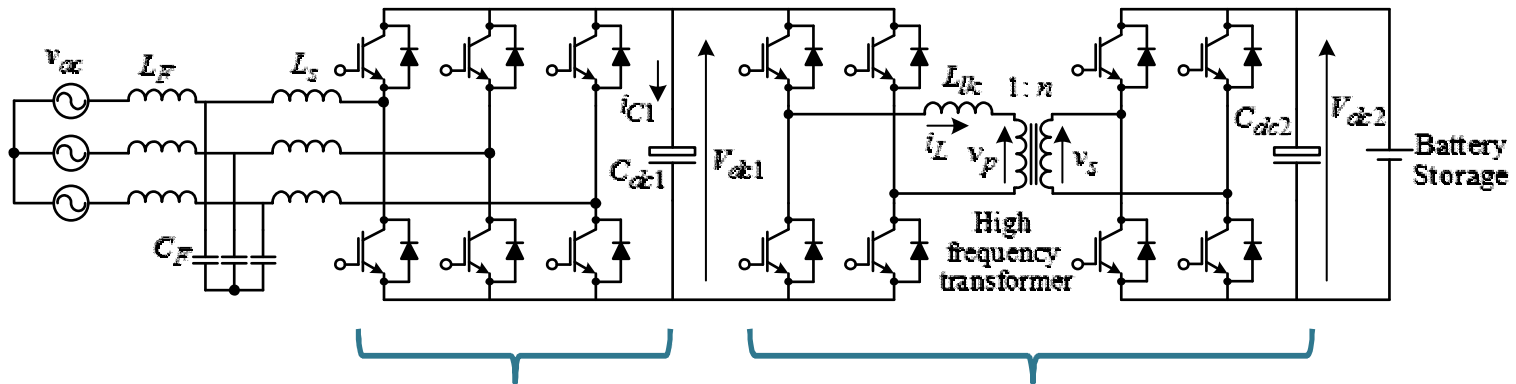 v_ac
L_F
L_s
C_F
i_C1
C_dc1
V_dc1
L_lk
1 : n
i_L
v_p
v_s
High
frequency
transformer
C_dc2
V_dc2
Battery
Storage